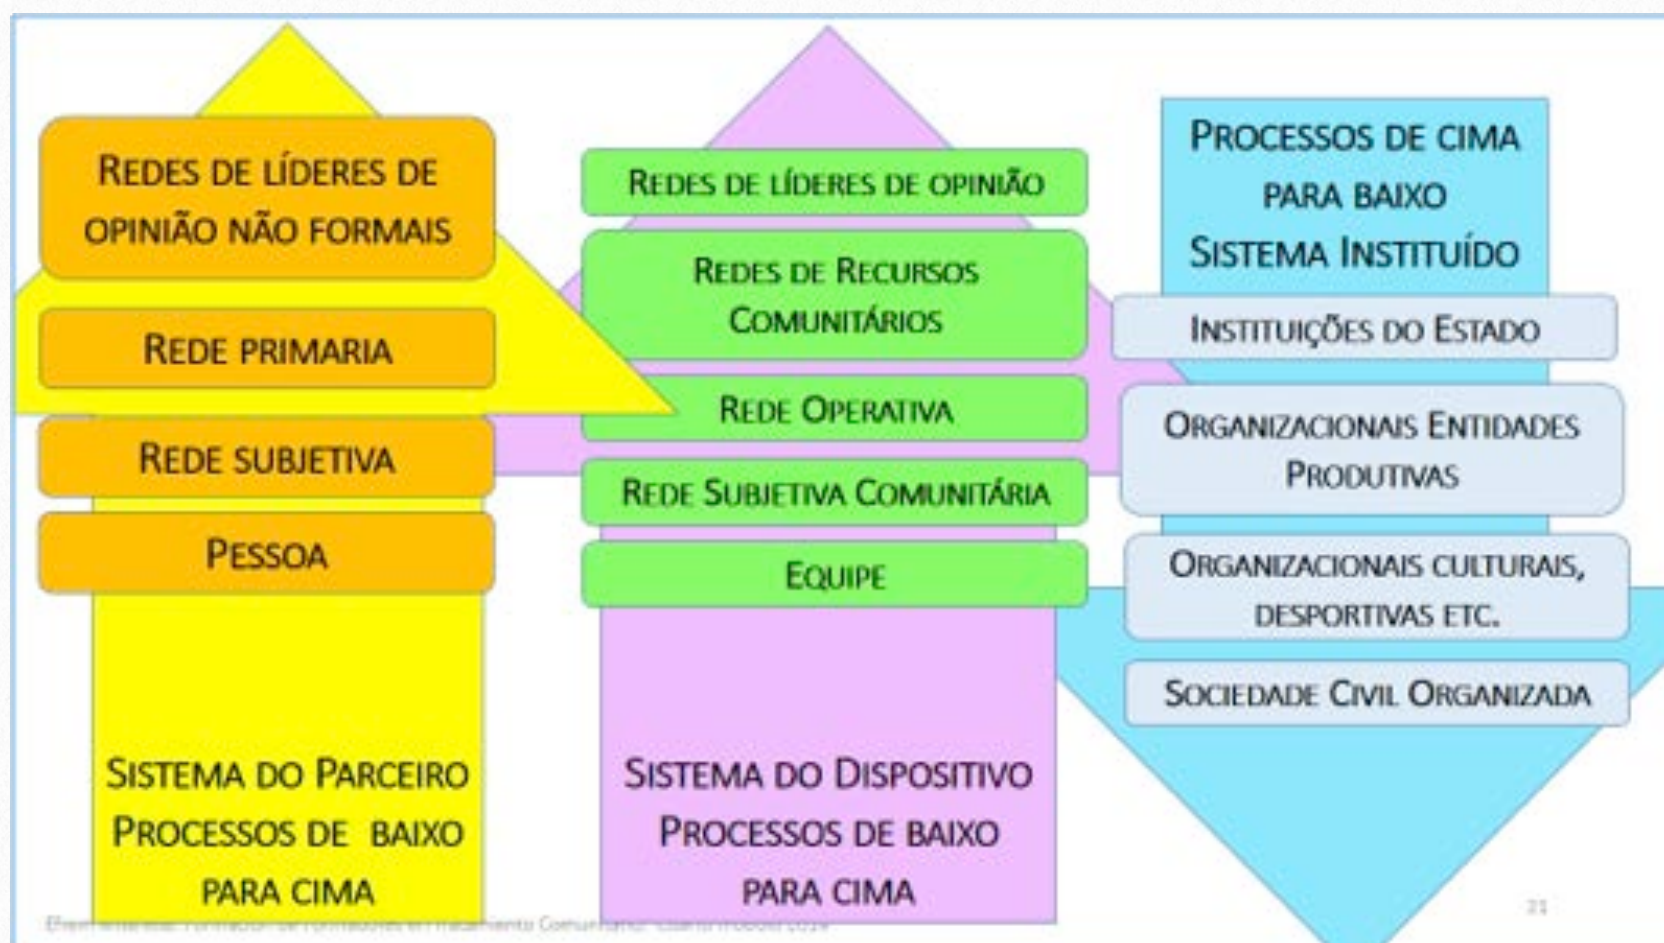 REDES DE LÍDERES DE
OPINIÃO NÃO FORMAIS
REDE PRIMARIA
REDE SUBJETIVA
PESSOA
SISTEMA DO PARCEIRO
PROCESSOS DE BAIXO
PARA CIMA
REDES DE LÍDERES DE OPINIÃO
REDES DE RECURSOS
COMUNITÁRIOS
REDE OPERATIVA
REDE SUBJETIVA COMUNITÁRIA
EQUIPE
SISTEMA DO DISPOSITIVO
PROCESSOS DE BAIXO
PARA CIMA
PROCESSOS DE CIMA
PARA BAIXO
SISTEMA INSTITUÍDO
INSTITUIÇÕES DO ESTADO
ORGANIZACIONAIS ENTIDADES
PRODUTIVAS
ORGANIZACIONAIS CULTURAIS,
DESPORTIVAS ETC.
SOCIEDADE CIVIL ORGANIZADA
Comunitario
21